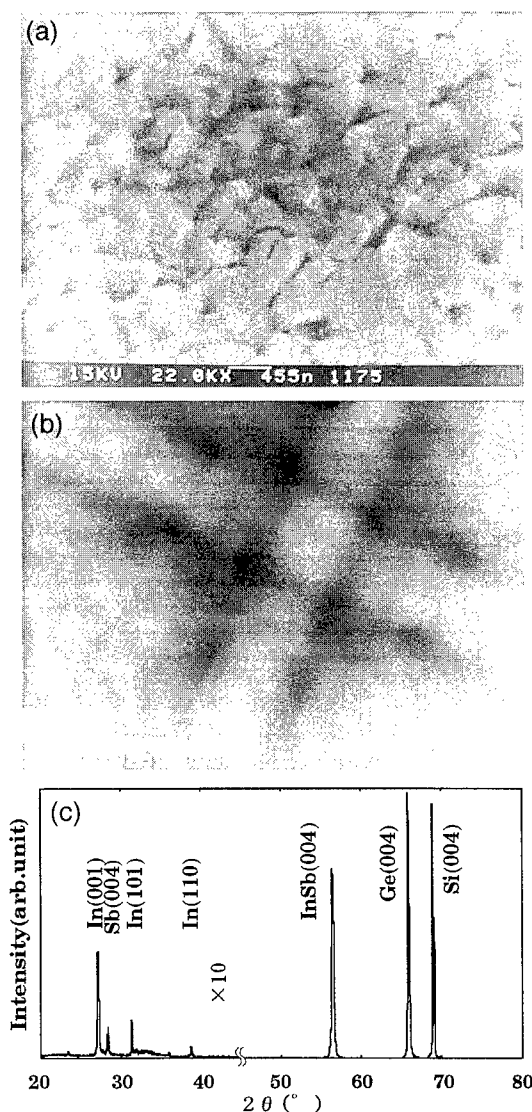 (a)
15KV 22.0KX 455n 1175
(b)
(c)
Intensity(arb.unit)
In(001)
Sb(004)
In(101)
In(110)
×10
InSb(004)
Ge(004)
Si(004)
20 30 40 50 60 70 80
2θ(°)